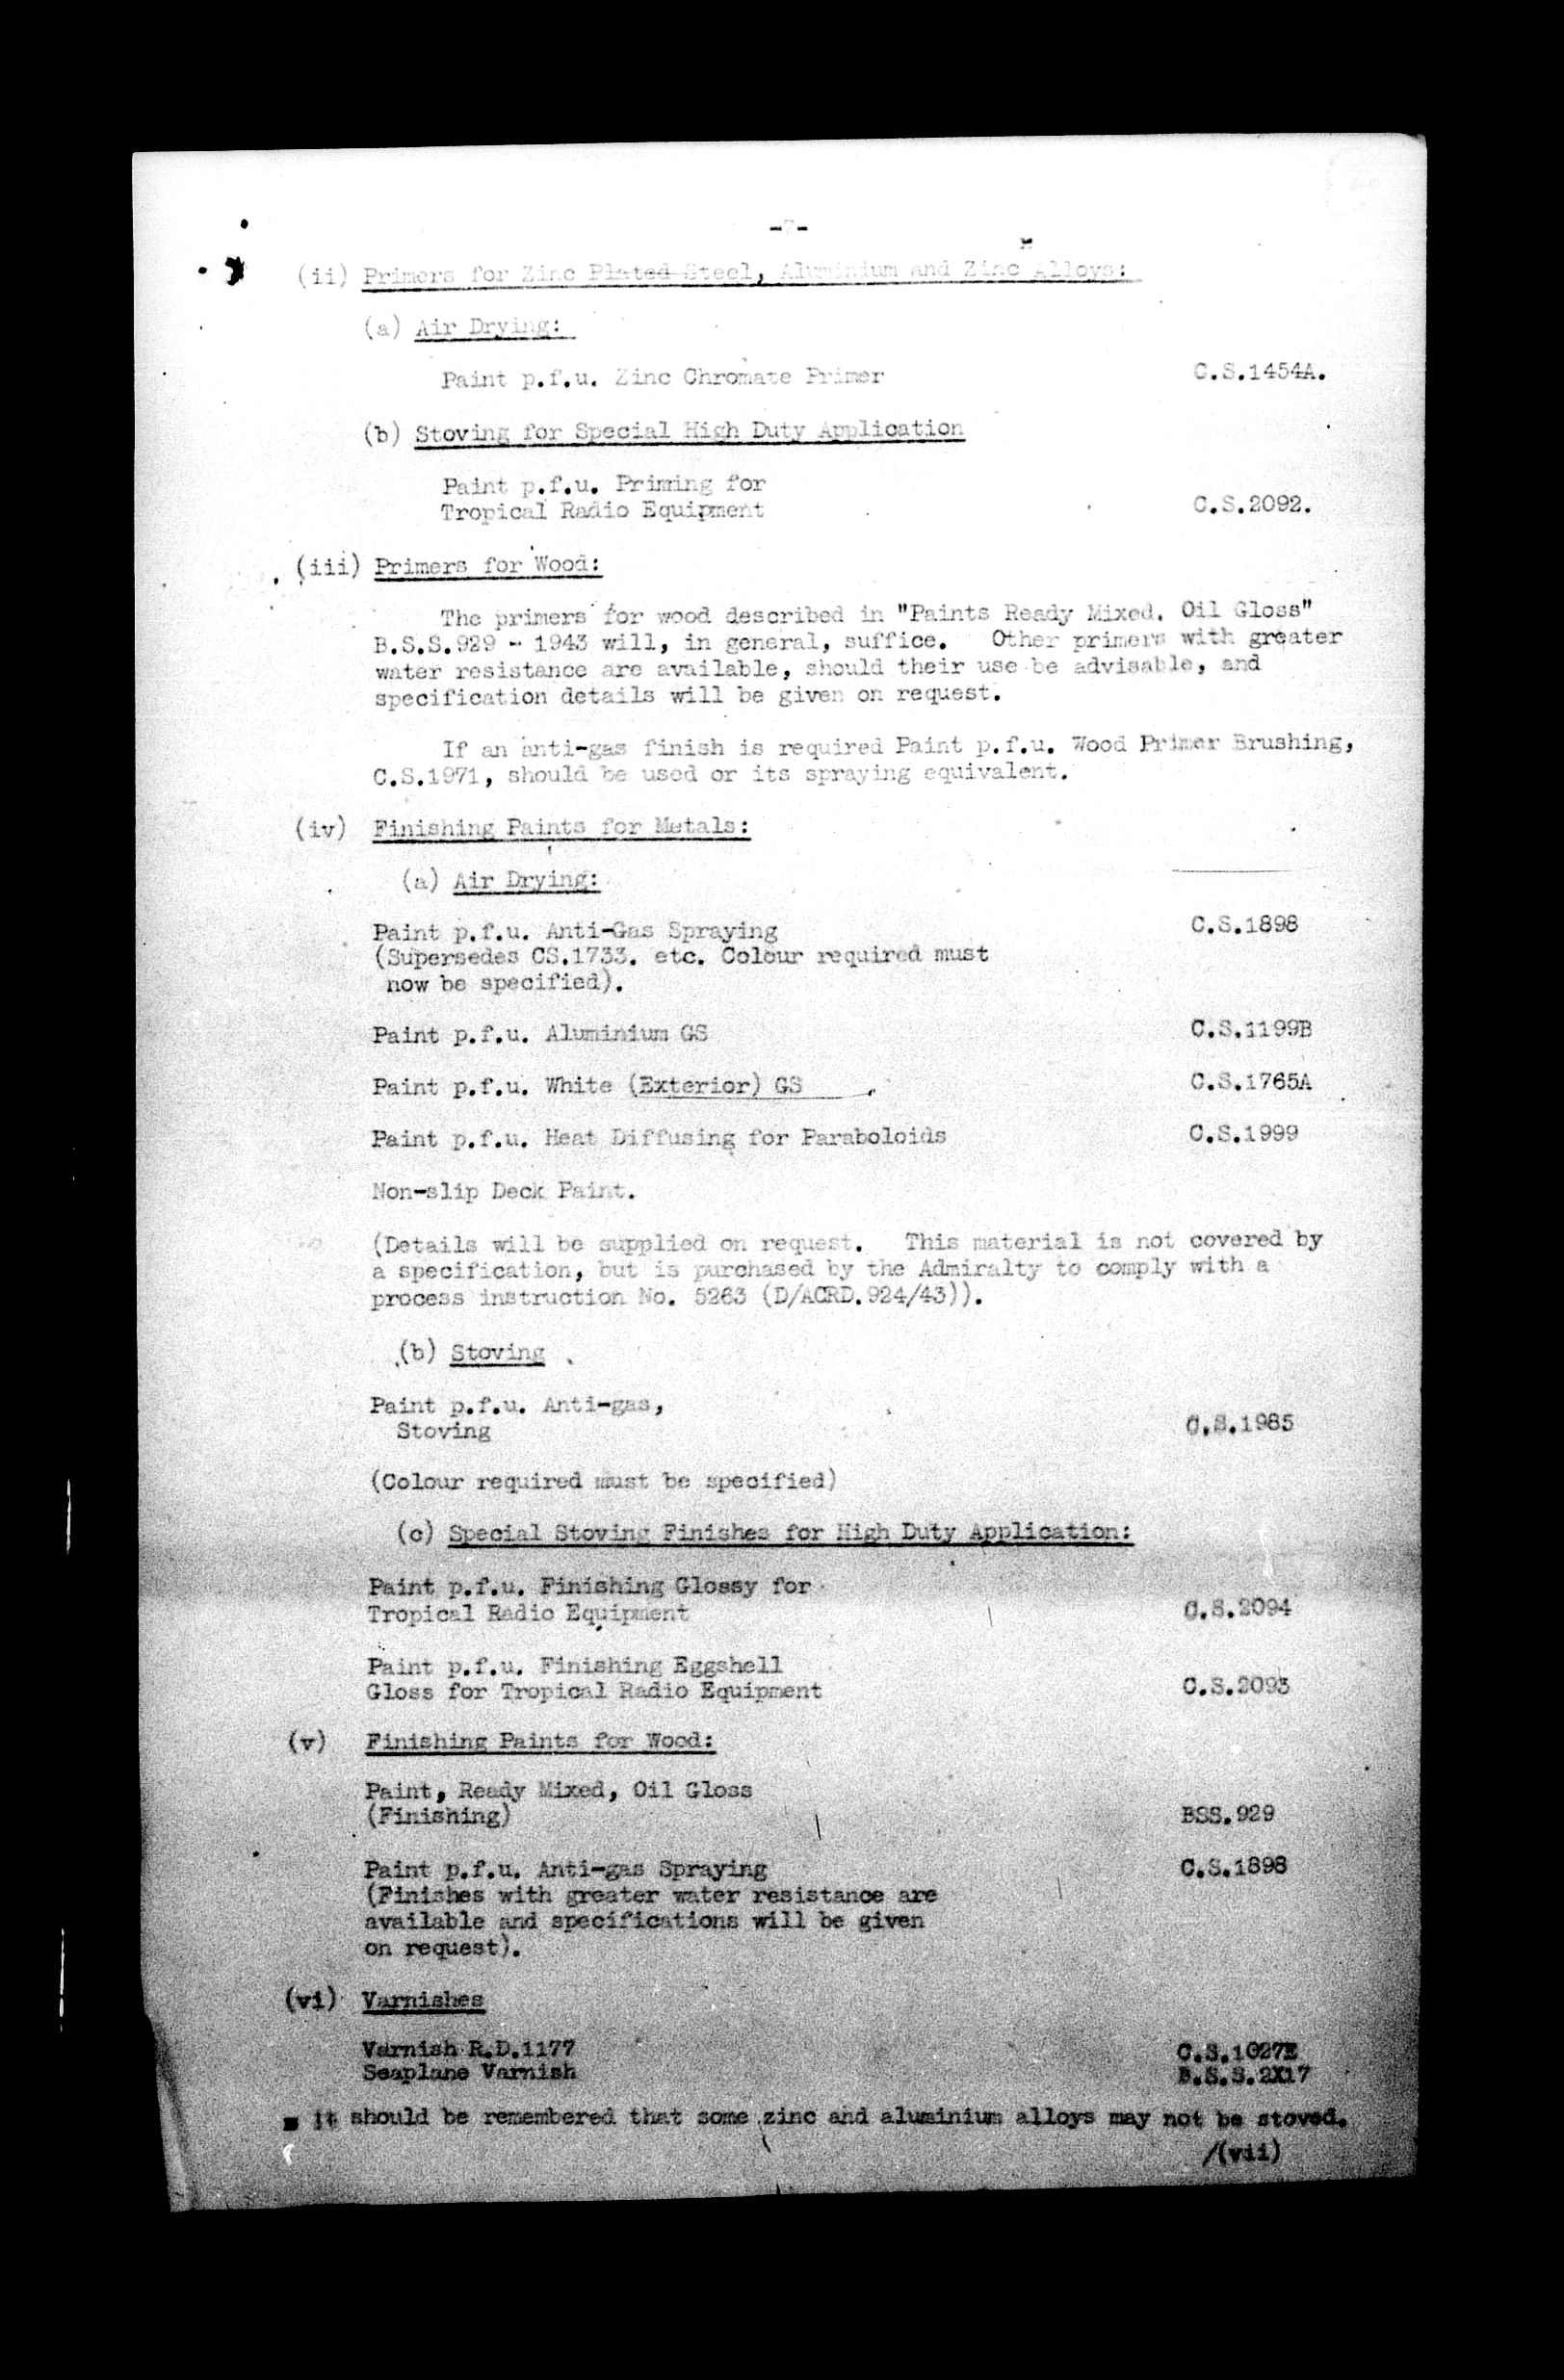 -7-
(ii) Primers for Zinc Plated Steel, Aluminium and Zinc Alloys:
(a) Air Drying:
Paint p.f.u. Zinc Chromate Primer C.S.1454A.
(b) Stoving for Special High Duty Application
Paint p.f.u. Priming for
Tropical Radio Equipment C.S.2092.
(iii) Primers for Wood:
The primers for wood described in "Paints Ready Mixed. Oil Gloss"
B.S.S.929 - 1943 will, in general, suffice. Other primers with greater
water resistance are available, should their use be advisable, and
specification details will be given on request.
If an anti-gas finish is required Paint p.f.u. Wood Primer Brushing,
C.S.1971, should be used or its spraying equivalent.
(iv) Finishing Paints for Metals:
(a) Air Drying:
Paint p.f.u. Anti-Gas Spraying C.S.1898
(Supersedes CS.1733. etc. Colour required must
now be specified).
Paint p.f.u. Aluminium GS C.S.1199B
Paint p.f.u. White (Exterior) GS C.S.1765A
Paint p.f.u. Heat Diffusing for Paraboloids C.S.1999
Non-slip Deck Paint.
(Details will be supplied on request. This material is not covered by
a specification, but is purchased by the Admiralty to comply with a
process instruction No. 5263 (D/ACRD.924/43)).
(b) Stoving
Paint p.f.u. Anti-gas,
Stoving C.S.1985
(Colour required must be specified)
(c) Special Stoving Finishes for High Duty Application:
Paint p.f.u. Finishing Glossy for
Tropical Radio Equipment C.S.2094
Paint p.f.u. Finishing Eggshell
Gloss for Tropical Radio Equipment C.S.2093
(v) Finishing Paints for Wood:
Paint, Ready Mixed, Oil Gloss
(Finishing) BSS.929
Paint p.f.u. Anti-gas Spraying C.S.1898
(Finishes with greater water resistance are
available and specifications will be given
on request).
(vi) Varnishes
Varnish R.D.1177 C.S.1027E
Seaplane Varnish B.S.S.2X17
It should be remembered that some zinc and aluminium alloys may not be stoved.
/(vii)